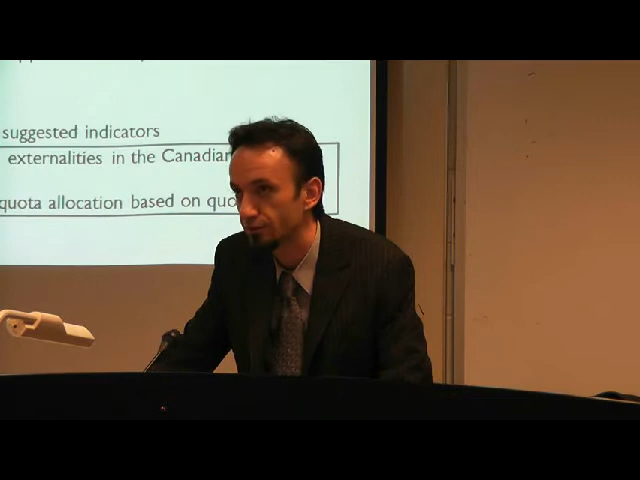 suggested indicators
externalities in the Canadian
quota allocation based on quo